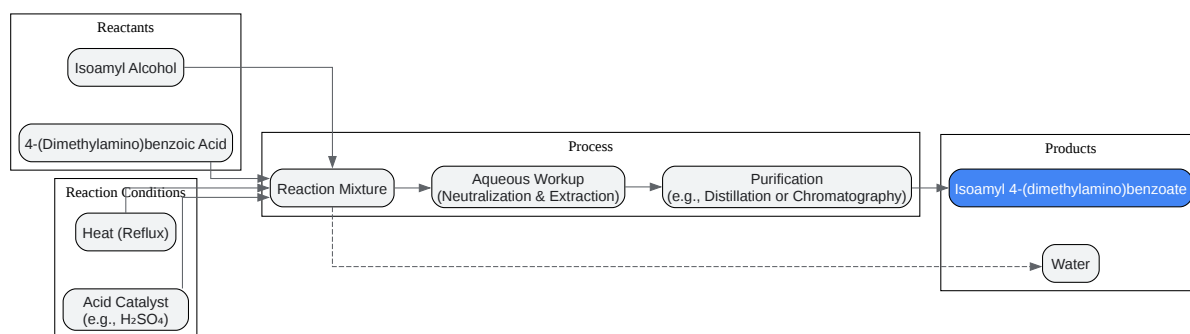 Reactants
Isoamyl Alcohol
4-(Dimethylamino)benzoic Acid
Reaction Conditions
Heat (Reflux)
Acid Catalyst
(e.g., H₂SO₄)
Process
Reaction Mixture
Aqueous Workup
(Neutralization & Extraction)
Purification
(e.g., Distillation or Chromatography)
Products
Isoamyl 4-(dimethylamino)benzoate
Water